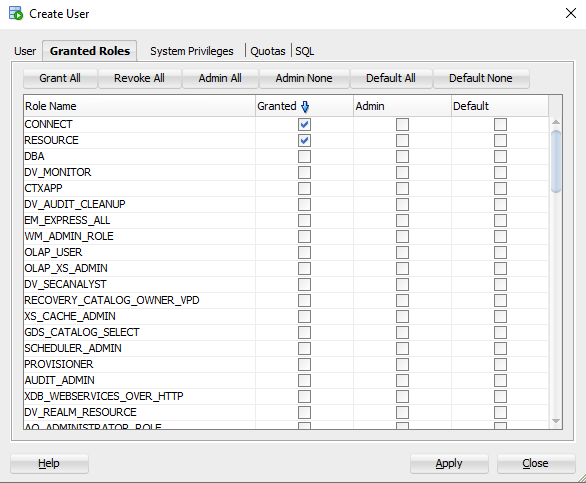 Create User
User Granted Roles System Privileges Quotas SQL
Grant All Revoke All Admin All Admin None Default All Default None
Role Name Granted Admin Default
CONNECT
RESOURCE
DBA
DV_MONITOR
CTXAPP
DV_AUDIT_CLEANUP
EM_EXPRESS_ALL
WM_ADMIN_ROLE
OLAP_USER
OLAP_XS_ADMIN
DV_SECANALYST
RECOVERY_CATALOG_OWNER_VPD
XS_CACHE_ADMIN
GDS_CATALOG_SELECT
SCHEDULER_ADMIN
PROVISIONER
AUDIT_ADMIN
XDB_WEBSERVICES_OVER_HTTP
DV_REALM_RESOURCE
AQ_ADMINISTRATOR_ROLE
Help Apply Close